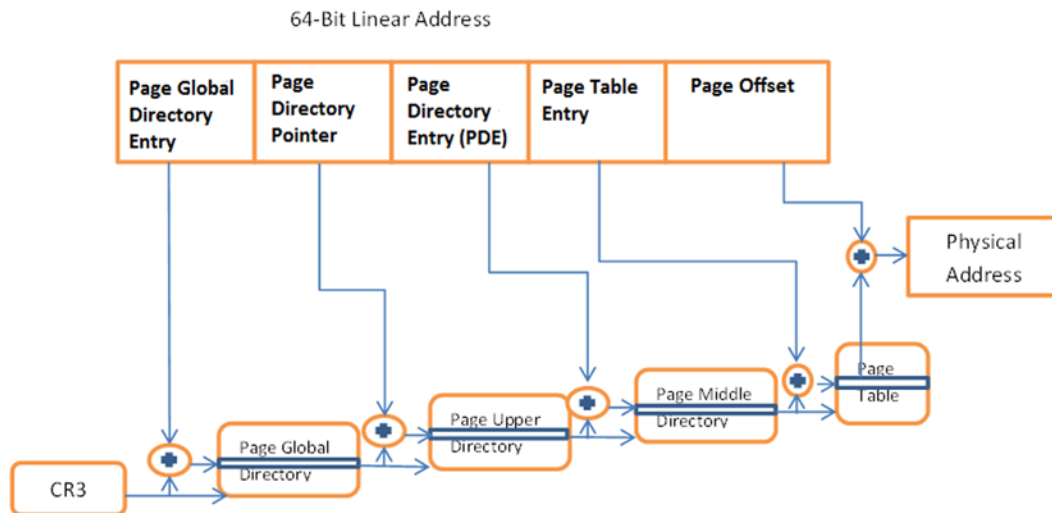 64-Bit Linear Address
Page Global
Directory
Entry
Page
Directory
Pointer
Page
Directory
Entry (PDE)
Page Table
Entry
Page Offset
Physical
Address
Page
Table
Page Middle
Directory
Page Upper
Directory
Page Global
Directory
CR3